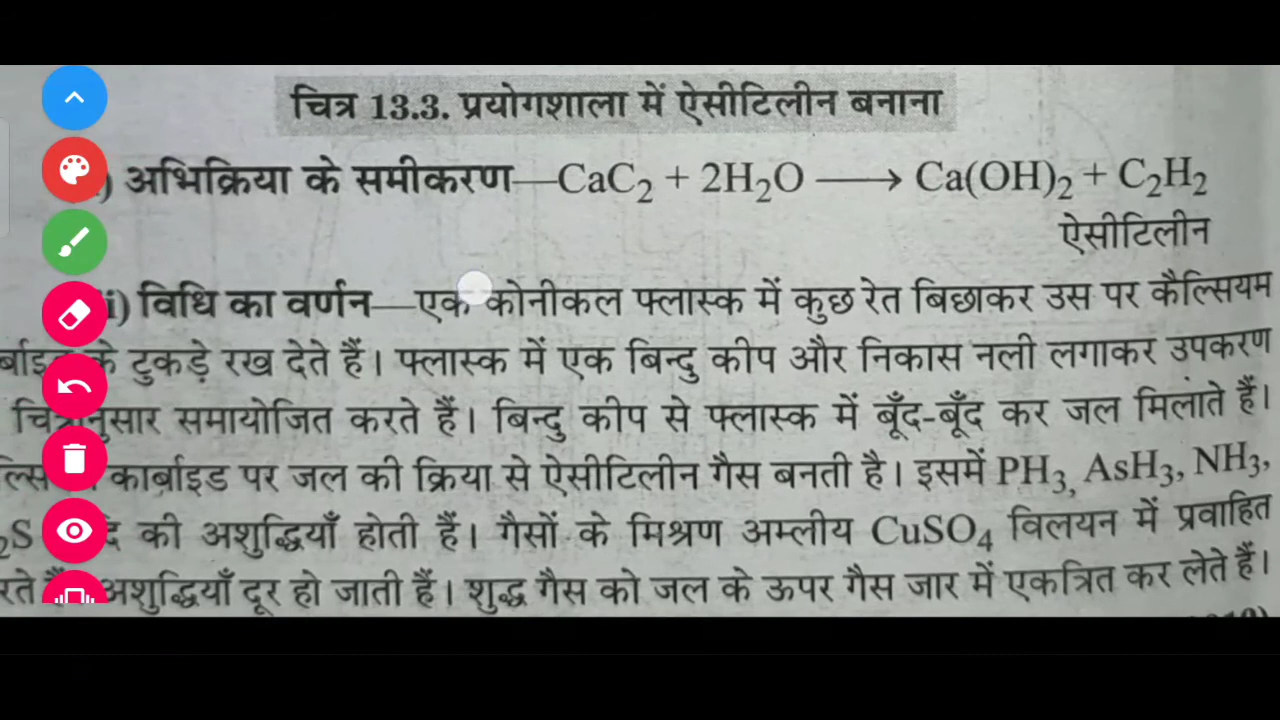 चित्र 13.3. प्रयोगशाला में ऐसीटिलीन बनाना
) अभिक्रिया के समीकरण—CaC₂ + 2H₂O ⟶ Ca(OH)₂ + C₂H₂
ऐसीटिलीन
i) विधि का वर्णन—एक कोनीकल फ्लास्क में कुछ रेत बिछाकर उस पर कैल्सियम
के टुकड़े रख देते हैं। फ्लास्क में एक बिन्दु कीप और निकास नली लगाकर उपकरण
चित्रानुसार समायोजित करते हैं। बिन्दु कीप से फ्लास्क में बूँद-बूँद कर जल मिलाते हैं।
कार्बाइड पर जल की क्रिया से ऐसीटिलीन गैस बनती है। इसमें PH₃, AsH₃, NH₃,
₂S की अशुद्धियाँ होती हैं। गैसों के मिश्रण अम्लीय CuSO₄ विलयन में प्रवाहित
अशुद्धियाँ दूर हो जाती हैं। शुद्ध गैस को जल के ऊपर गैस जार में एकत्रित कर लेते हैं।